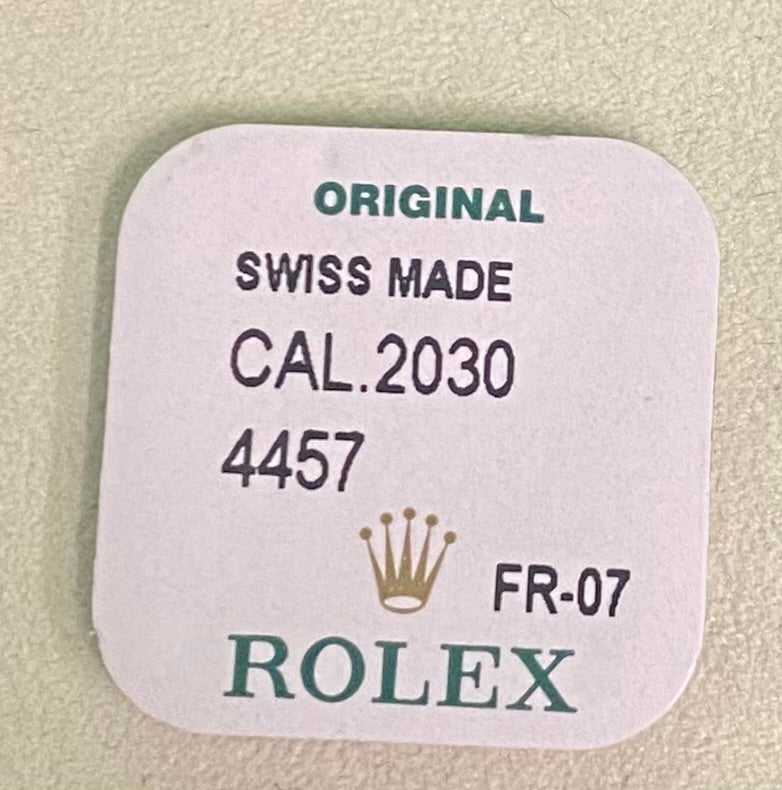 ORIGINAL
SWISS MADE
CAL.2030
4457
FR-07
ROLEX